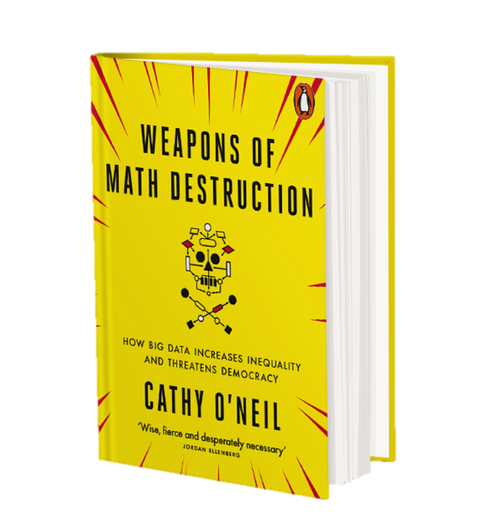 WEAPONS OF
MATH DESTRUCTION
HOW BIG DATA INCREASES INEQUALITY
AND THREATENS DEMOCRACY
CATHY O'NEIL
'Wise, fierce and desperately necessary'
JORDAN ELLENBERG